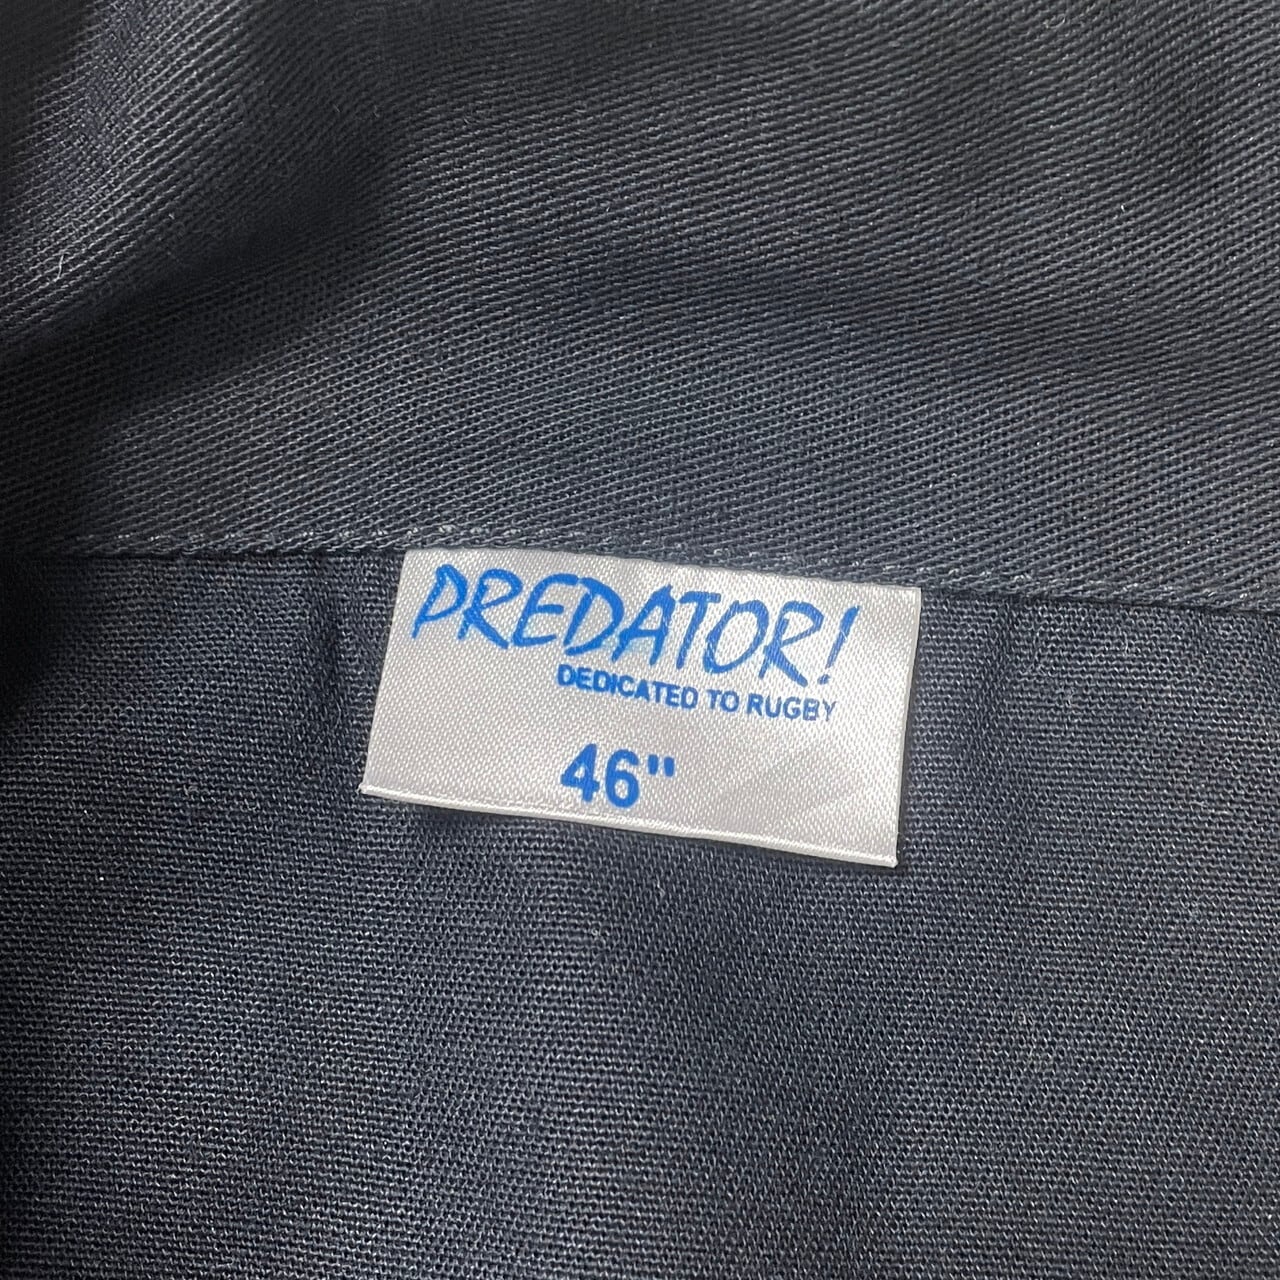 PREDATOR!
DEDICATED TO RUGBY
46"